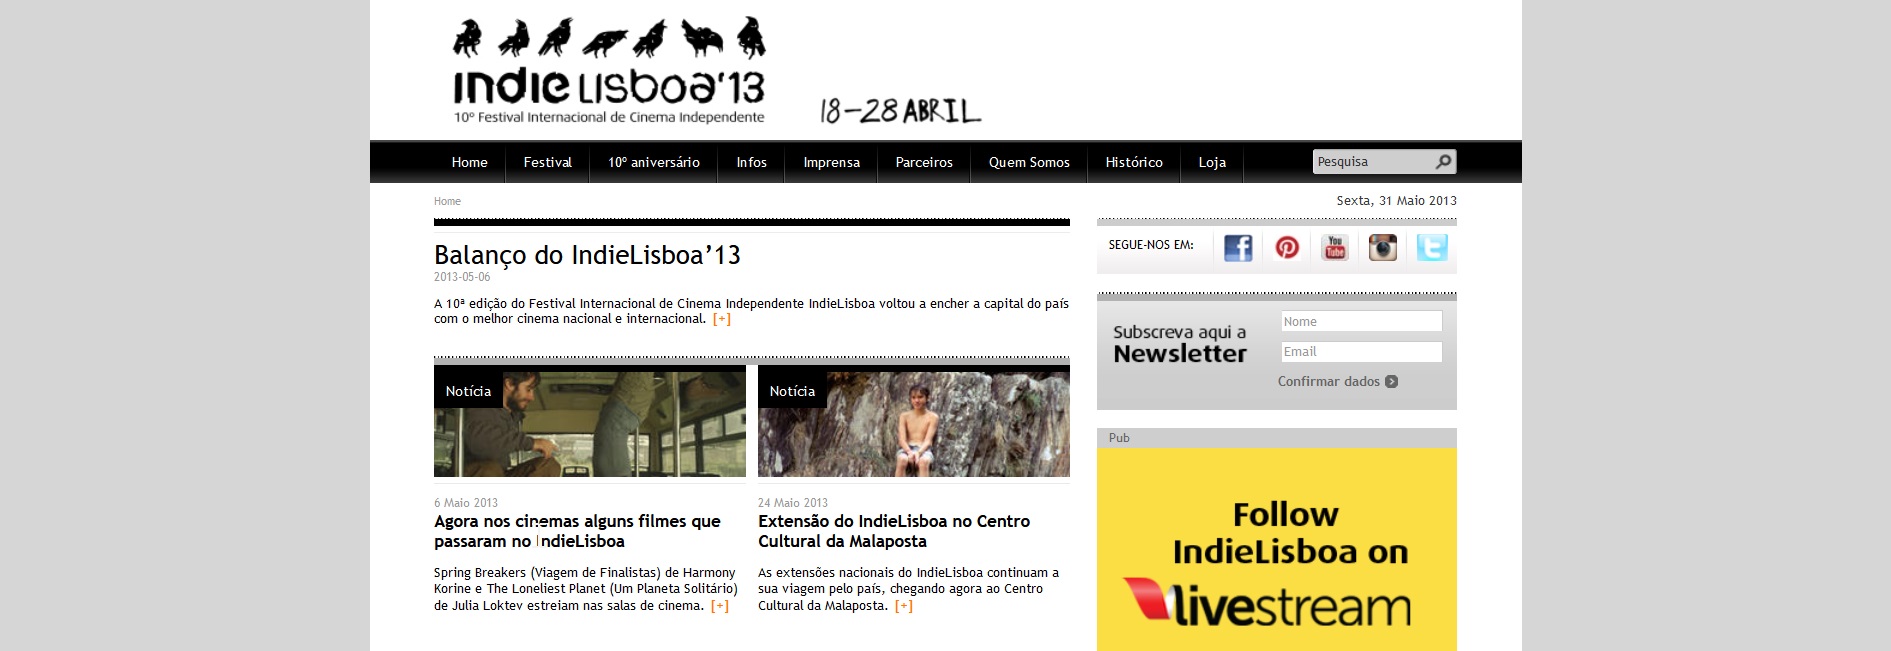 INDIE LISBOA'13
10º Festival Internacional de Cinema Independente
18-28 ABRIL
Home Festival 10º aniversário Infos Imprensa Parceiros Quem Somos Histórico Loja Pesquisa
Home
Sexta, 31 Maio 2013
Balanço do IndieLisboa’13
2013-05-06
A 10ª edição do Festival Internacional de Cinema Independente IndieLisboa voltou a encher a capital do país
com o melhor cinema nacional e internacional. [+]
SEGUE-NOS EM:
You
Tube
Subscreva aqui a
Newsletter
Nome
Email
Confirmar dados
Notícia
6 Maio 2013
Agora nos cinemas alguns filmes que
passaram no IndieLisboa
Spring Breakers (Viagem de Finalistas) de Harmony
Korine e The Loneliest Planet (Um Planeta Solitário)
de Julia Loktev estreiam nas salas de cinema. [+]
Notícia
24 Maio 2013
Extensão do IndieLisboa no Centro
Cultural da Malaposta
As extensões nacionais do IndieLisboa continuam a
sua viagem pelo país, chegando agora ao Centro
Cultural da Malaposta. [+]
Pub
Follow
IndieLisboa on
livestream